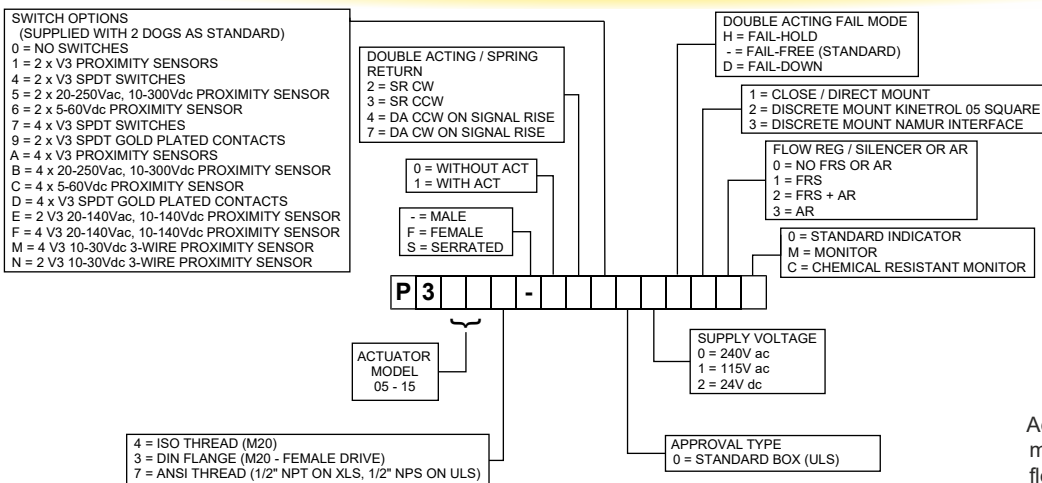 SWITCH OPTIONS
(SUPPLIED WITH 2 DOGS AS STANDARD)
0 = NO SWITCHES
1 = 2 x V3 PROXIMITY SENSORS
4 = 2 x V3 SPDT SWITCHES
5 = 2 x 20-250Vac, 10-300Vdc PROXIMITY SENSOR
6 = 2 x 5-60Vdc PROXIMITY SENSOR
7 = 4 x V3 SPDT SWITCHES
9 = 2 x V3 SPDT GOLD PLATED CONTACTS
A = 4 x V3 PROXIMITY SENSORS
B = 4 x 20-250Vac, 10-300Vdc PROXIMITY SENSOR
C = 4 x 5-60Vdc PROXIMITY SENSOR
D = 4 x V3 SPDT GOLD PLATED CONTACTS
E = 2 V3 20-140Vac, 10-140Vdc PROXIMITY SENSOR
F = 4 V3 20-140Vac, 10-140Vdc PROXIMITY SENSOR
M = 4 V3 10-30Vdc 3-WIRE PROXIMITY SENSOR
N = 2 V3 10-30Vdc 3-WIRE PROXIMITY SENSOR
DOUBLE ACTING / SPRING
RETURN
2 = SR CW
3 = SR CCW
4 = DA CCW ON SIGNAL RISE
7 = DA CW ON SIGNAL RISE
0 = WITHOUT ACT
1 = WITH ACT
- = MALE
F = FEMALE
S = SERRATED
DOUBLE ACTING FAIL MODE
H = FAIL-HOLD
- = FAIL-FREE (STANDARD)
D = FAIL-DOWN
1 = CLOSE / DIRECT MOUNT
2 = DISCRETE MOUNT KINETROL 05 SQUARE
3 = DISCRETE MOUNT NAMUR INTERFACE
FLOW REG / SILENCER OR AR
0 = NO FRS OR AR
1 = FRS
2 = FRS + AR
3 = AR
0 = STANDARD INDICATOR
M = MONITOR
C = CHEMICAL RESISTANT MONITOR
P 3 -
ACTUATOR
MODEL
05 - 15
SUPPLY VOLTAGE
0 = 240V ac
1 = 115V ac
2 = 24V dc
4 = ISO THREAD (M20)
3 = DIN FLANGE (M20 - FEMALE DRIVE)
7 = ANSI THREAD (1/2" NPT ON XLS, 1/2" NPS ON ULS)
APPROVAL TYPE
0 = STANDARD BOX (ULS)